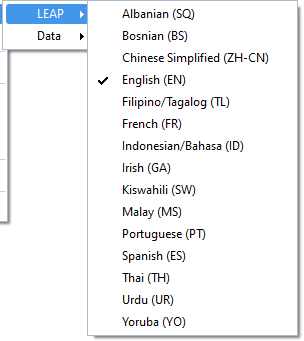 LEAP
Data
Albanian (SQ)
Bosnian (BS)
Chinese Simplified (ZH-CN)
English (EN)
Filipino/Tagalog (TL)
French (FR)
Indonesian/Bahasa (ID)
Irish (GA)
Kiswahili (SW)
Malay (MS)
Portuguese (PT)
Spanish (ES)
Thai (TH)
Urdu (UR)
Yoruba (YO)